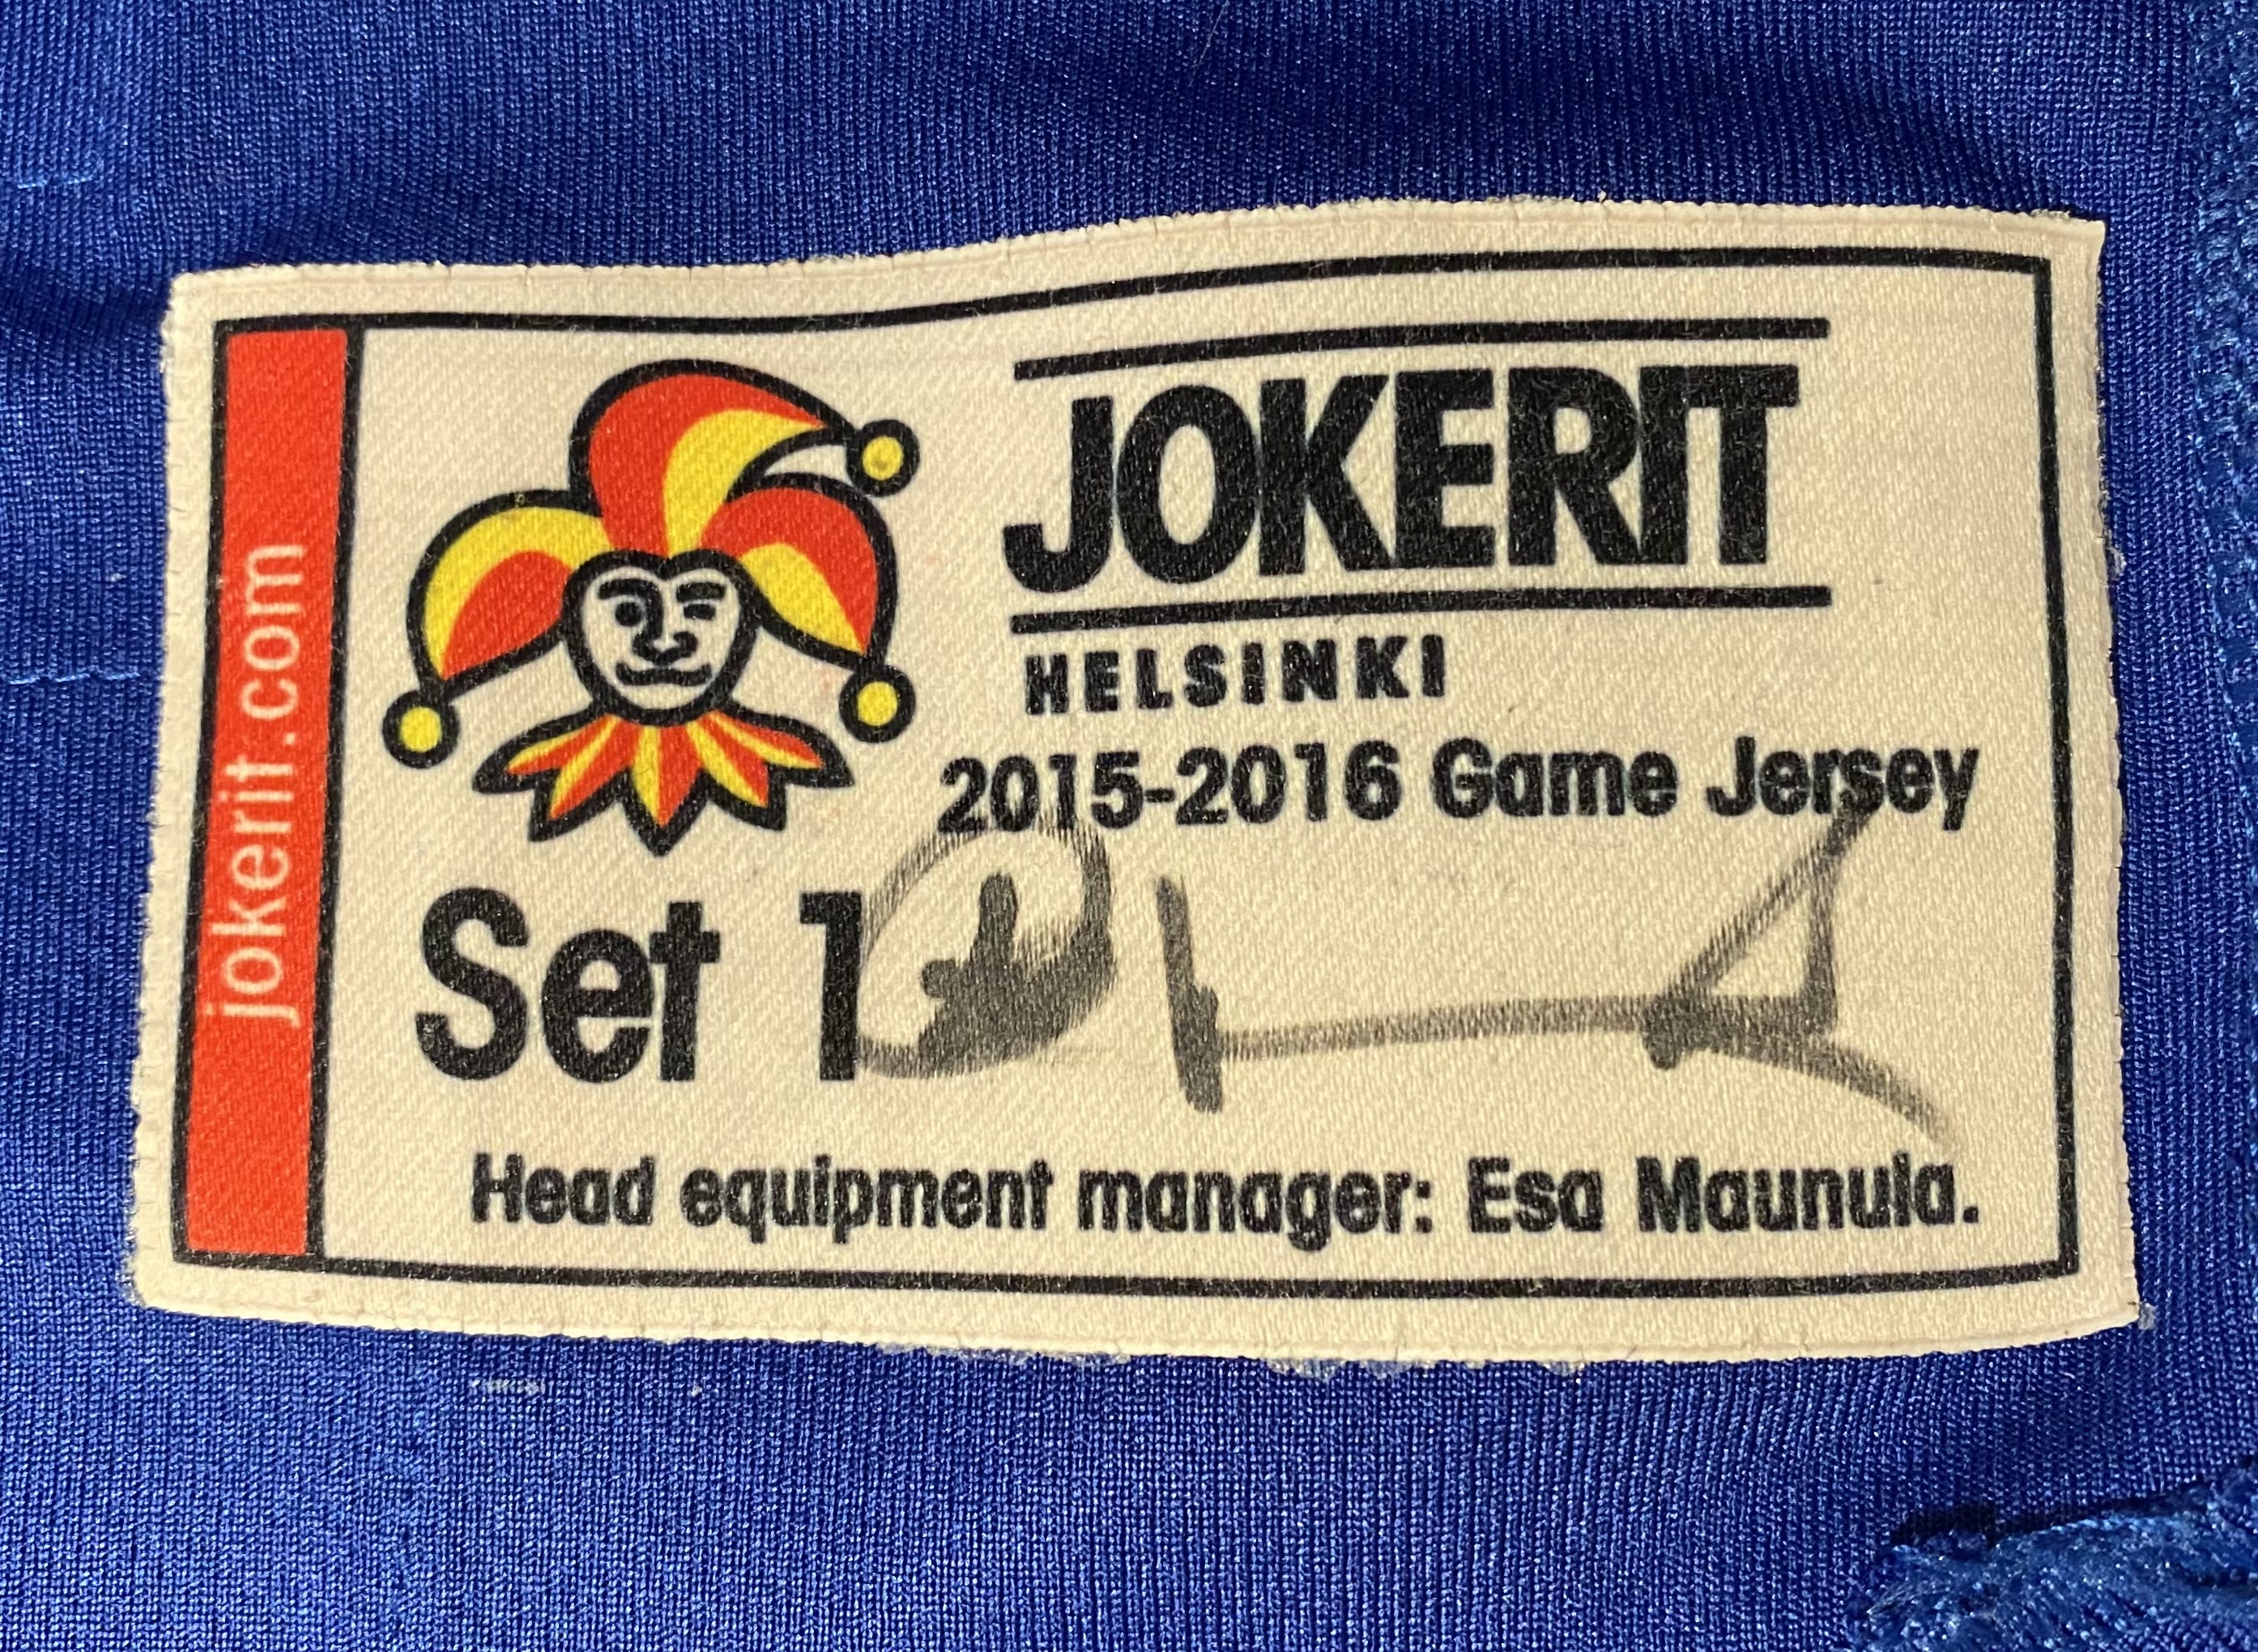 jokerit.com
JOKERIT
HELSINKI
2015-2016 Game Jersey
Set 1
Head equipment manager: Esa Maunula.